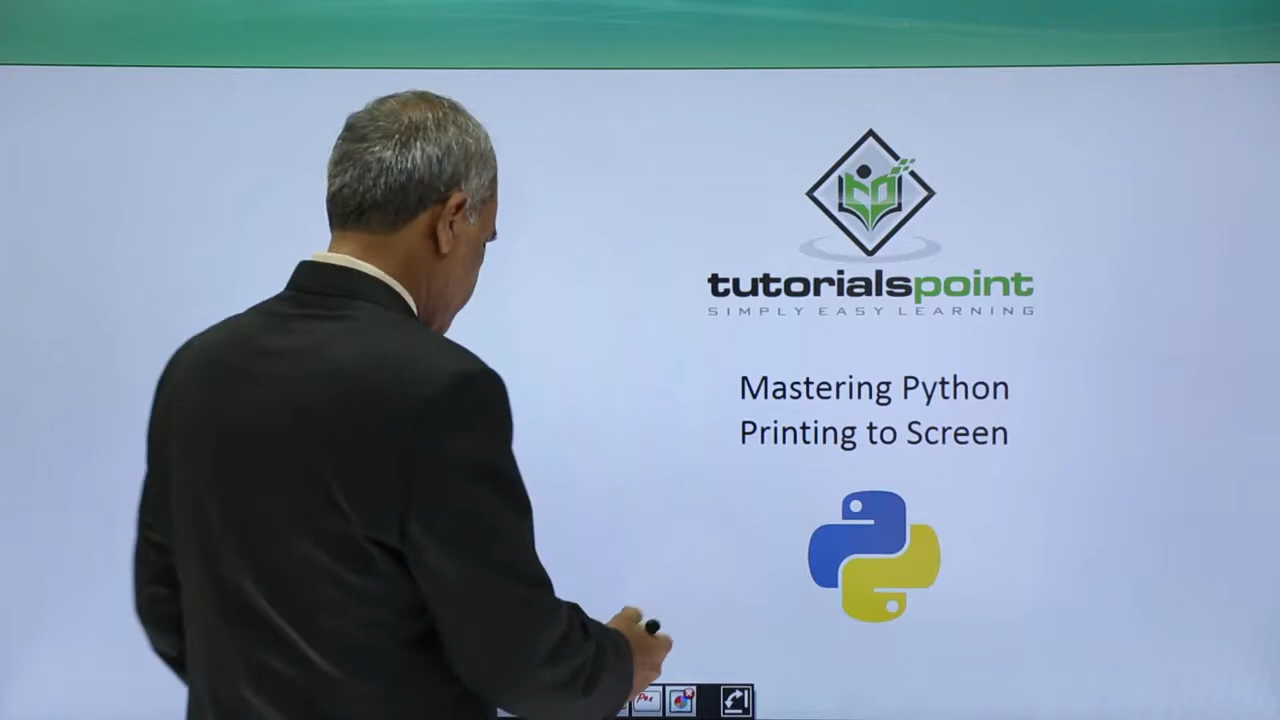 tutorialspoint
SIMPLY EASY LEARNING
Mastering Python
Printing to Screen